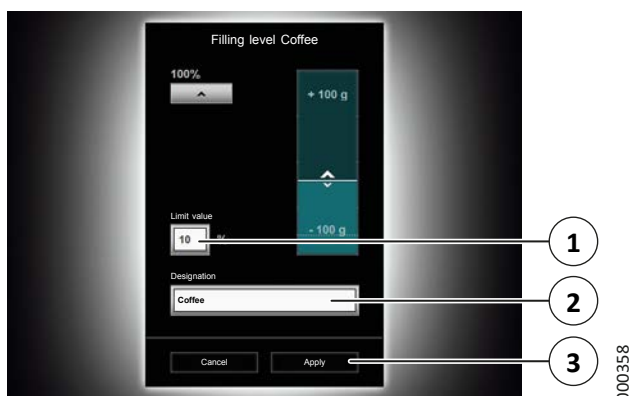 Filling level Coffee
100%
+ 100 g
- 100 g
Limit value
10 %
1
Designation
Coffee
2
Cancel
Apply
3
000358